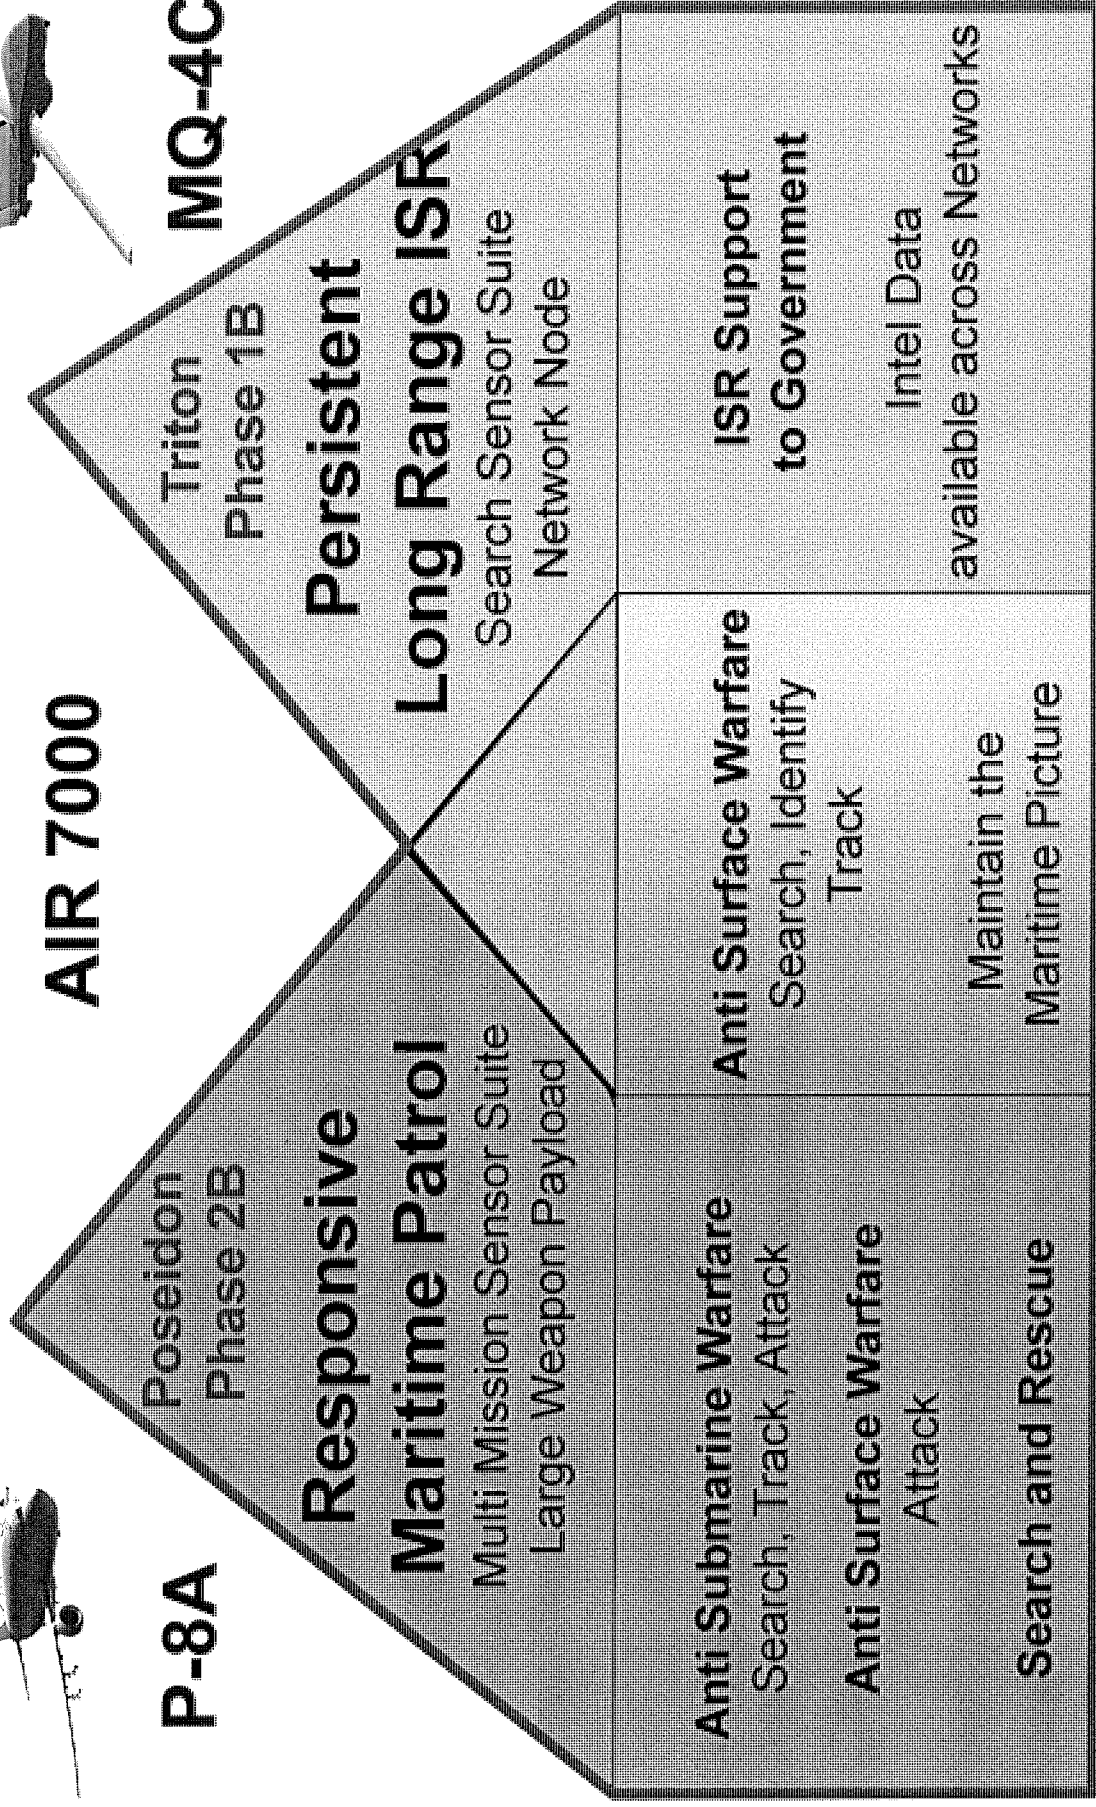 AIR 7000
P-8A
MQ-4C
Poseidon
Phase 2B
Responsive
Maritime Patrol
Multi Mission Sensor Suite
Large Weapon Payload
Triton
Phase 1B
Persistent
Long Range ISR
Search Sensor Suite
Network Node
Anti Submarine Warfare
Search, Track, Attack
Anti Surface Warfare
Attack
Search and Rescue
Anti Surface Warfare
Search, Identify
Track
Maintain the
Maritime Picture
ISR Support
to Government
Intel Data
available across Networks